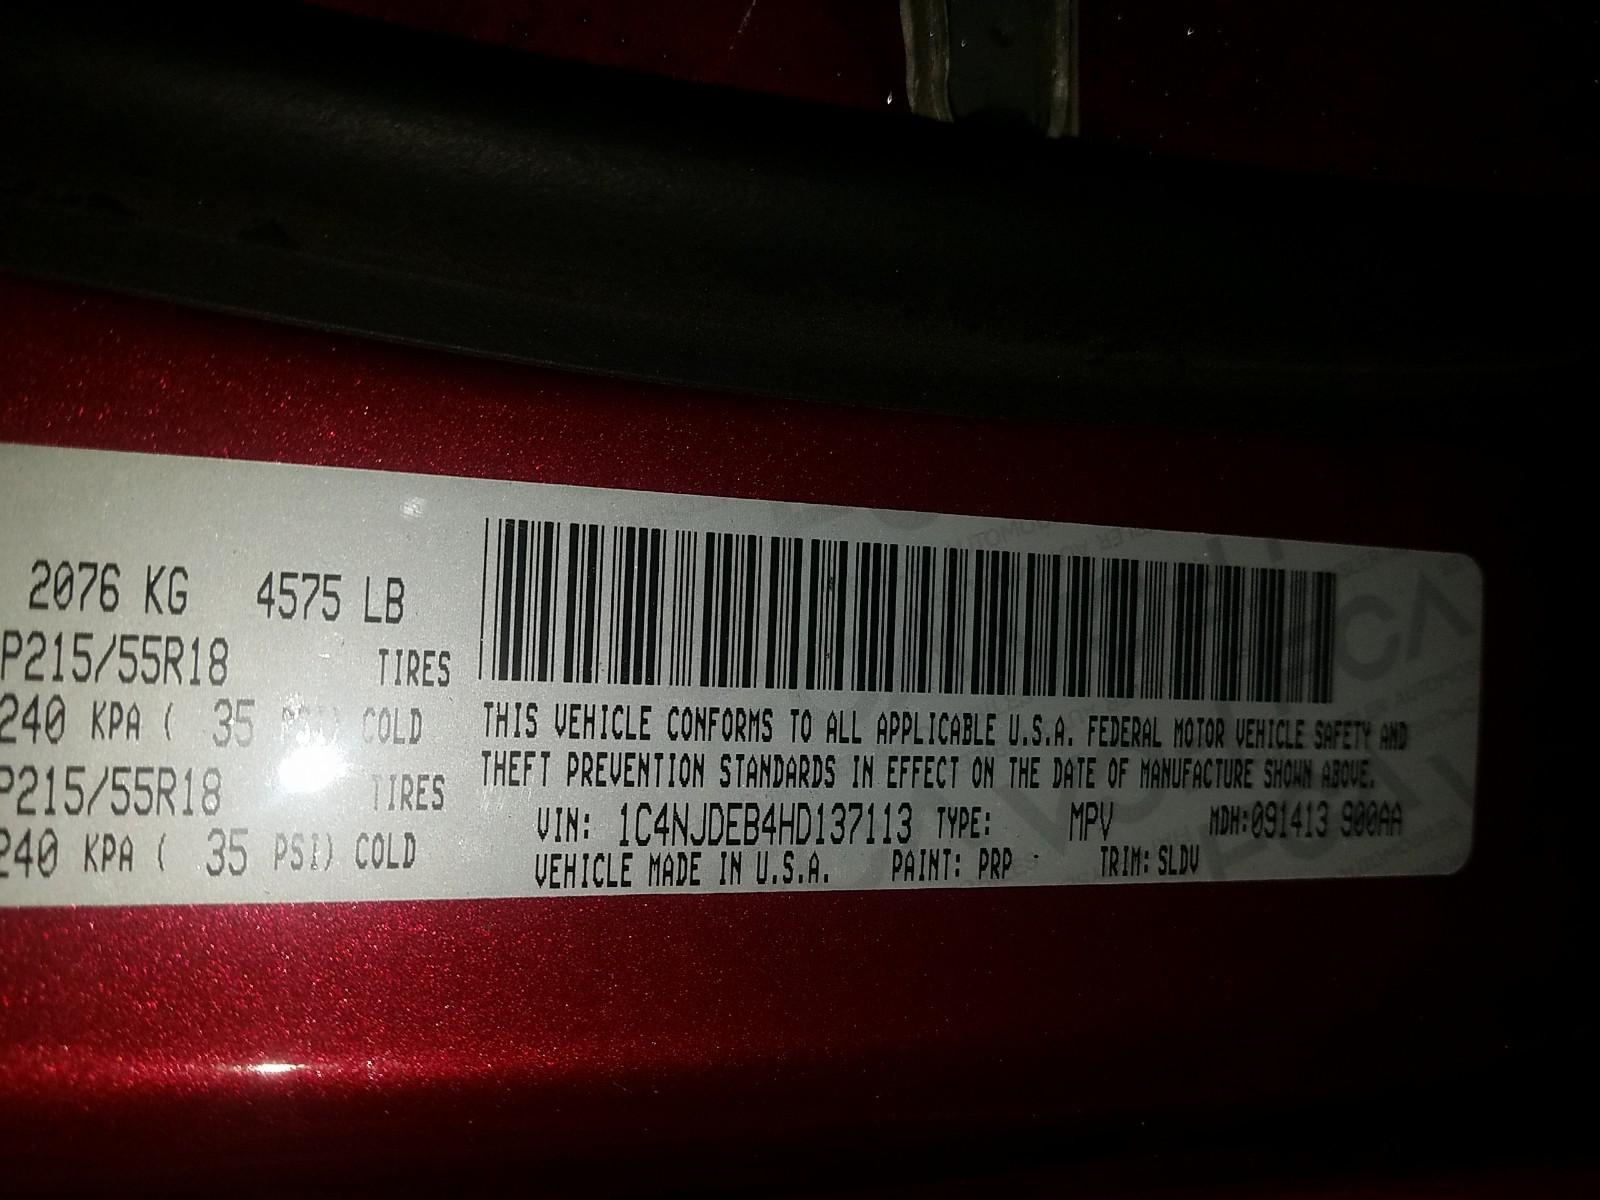 2076 KG 4575 LB
P215/55R18 TIRES
240 KPA ( 35 PSI) COLD
P215/55R18 TIRES
240 KPA ( 35 PSI) COLD
THIS VEHICLE CONFORMS TO ALL APPLICABLE U.S.A. FEDERAL MOTOR VEHICLE SAFETY AND
THEFT PREVENTION STANDARDS IN EFFECT ON THE DATE OF MANUFACTURE SHOWN ABOVE.
VIN: 1C4NJDEB4HD137113 TYPE: MPV MDH:091413 900AA
VEHICLE MADE IN U.S.A. PAINT: PRP TRIM: SLDV